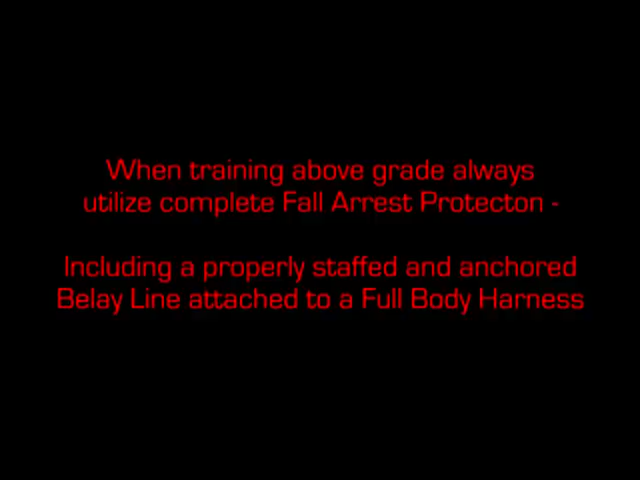 When training above grade always
utilize complete Fall Arrest Protecton -
Including a properly staffed and anchored
Belay Line attached to a Full Body Harness